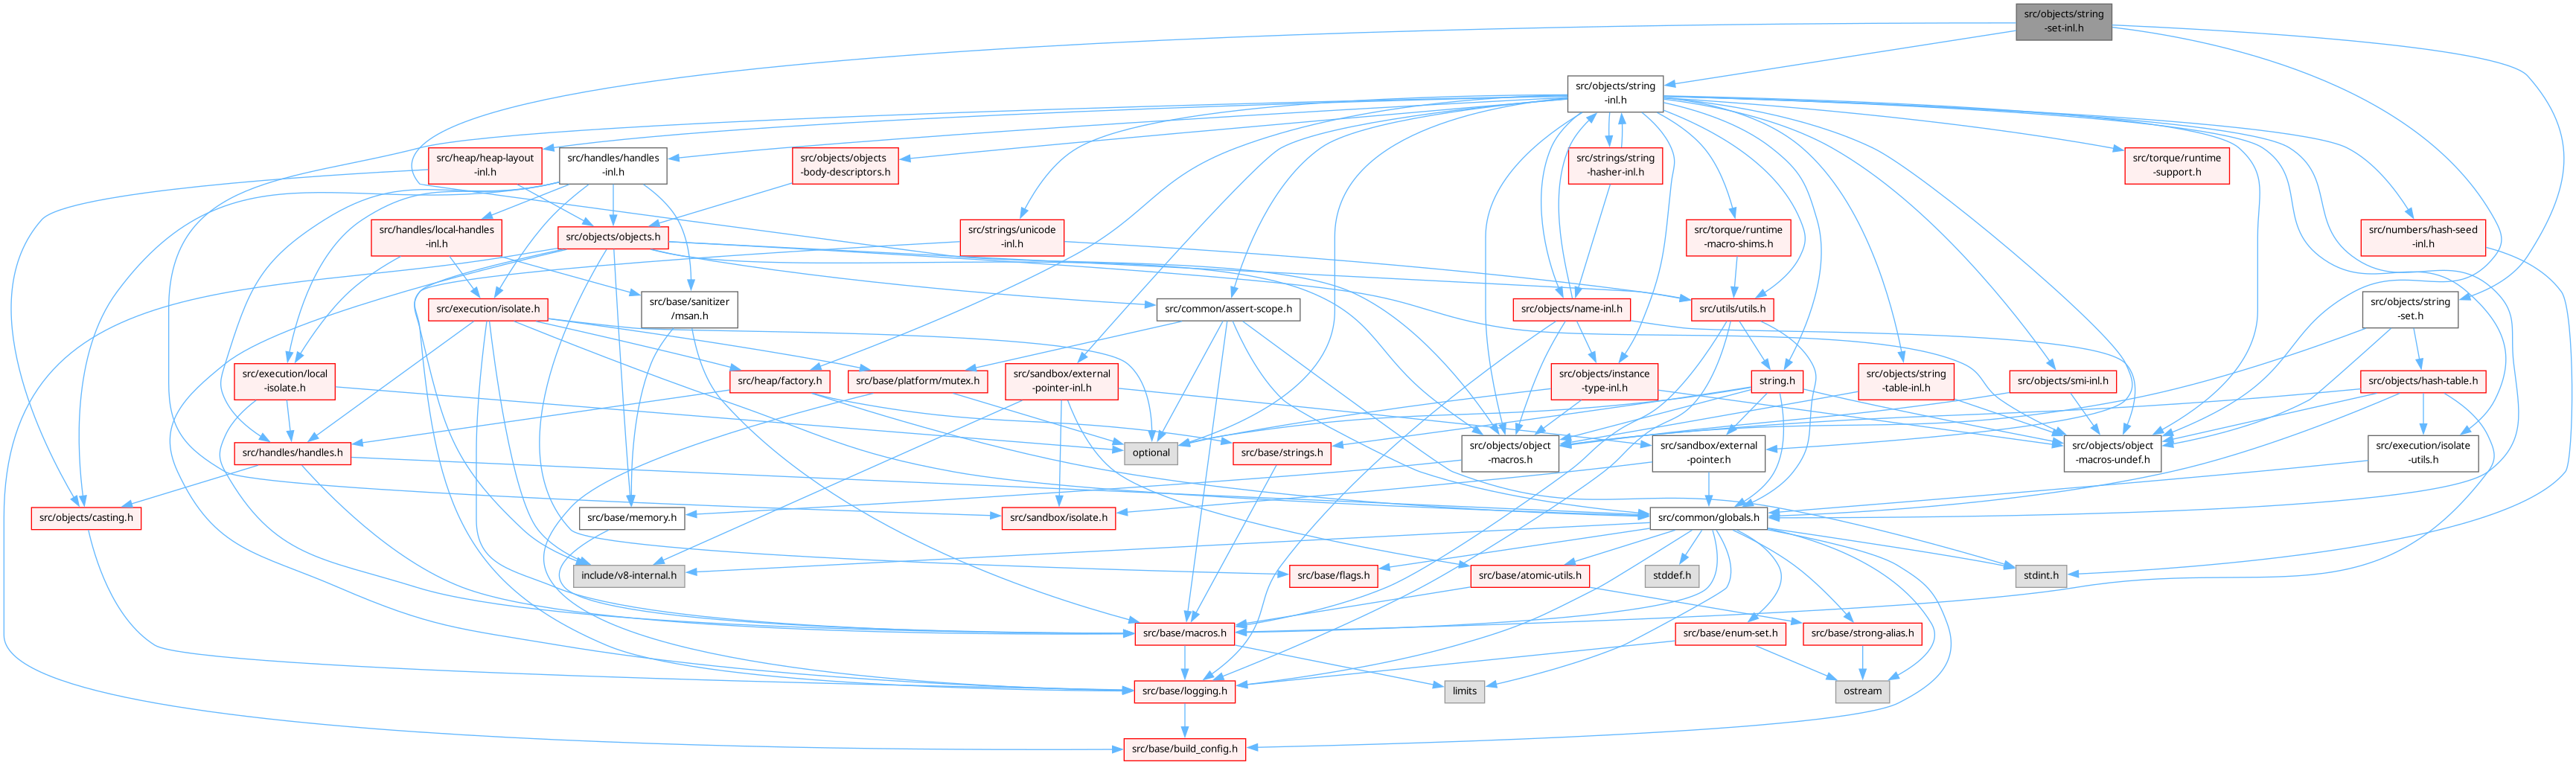 src/objects/string
-set-inl.h
src/objects/string
-inl.h
src/heap/heap-layout
-inl.h
src/handles/handles
-inl.h
src/objects/objects
-body-descriptors.h
src/strings/string
-hasher-inl.h
src/torque/runtime
-support.h
src/handles/local-handles
-inl.h
src/objects/objects.h
src/strings/unicode
-inl.h
src/torque/runtime
-macro-shims.h
src/numbers/hash-seed
-inl.h
src/execution/isolate.h
src/base/sanitizer
/msan.h
src/common/assert-scope.h
src/objects/name-inl.h
src/utils/utils.h
src/objects/string
-set.h
src/execution/local
-isolate.h
src/heap/factory.h
src/base/platform/mutex.h
src/sandbox/external
-pointer-inl.h
src/objects/instance
-type-inl.h
string.h
src/objects/string
-table-inl.h
src/objects/smi-inl.h
src/objects/hash-table.h
src/handles/handles.h
optional
src/base/strings.h
src/objects/object
-macros.h
src/sandbox/external
-pointer.h
src/objects/object
-macros-undef.h
src/execution/isolate
-utils.h
src/objects/casting.h
src/base/memory.h
src/sandbox/isolate.h
src/common/globals.h
include/v8-internal.h
src/base/flags.h
src/base/atomic-utils.h
stddef.h
stdint.h
src/base/macros.h
src/base/enum-set.h
src/base/strong-alias.h
src/base/logging.h
limits
ostream
src/base/build_config.h